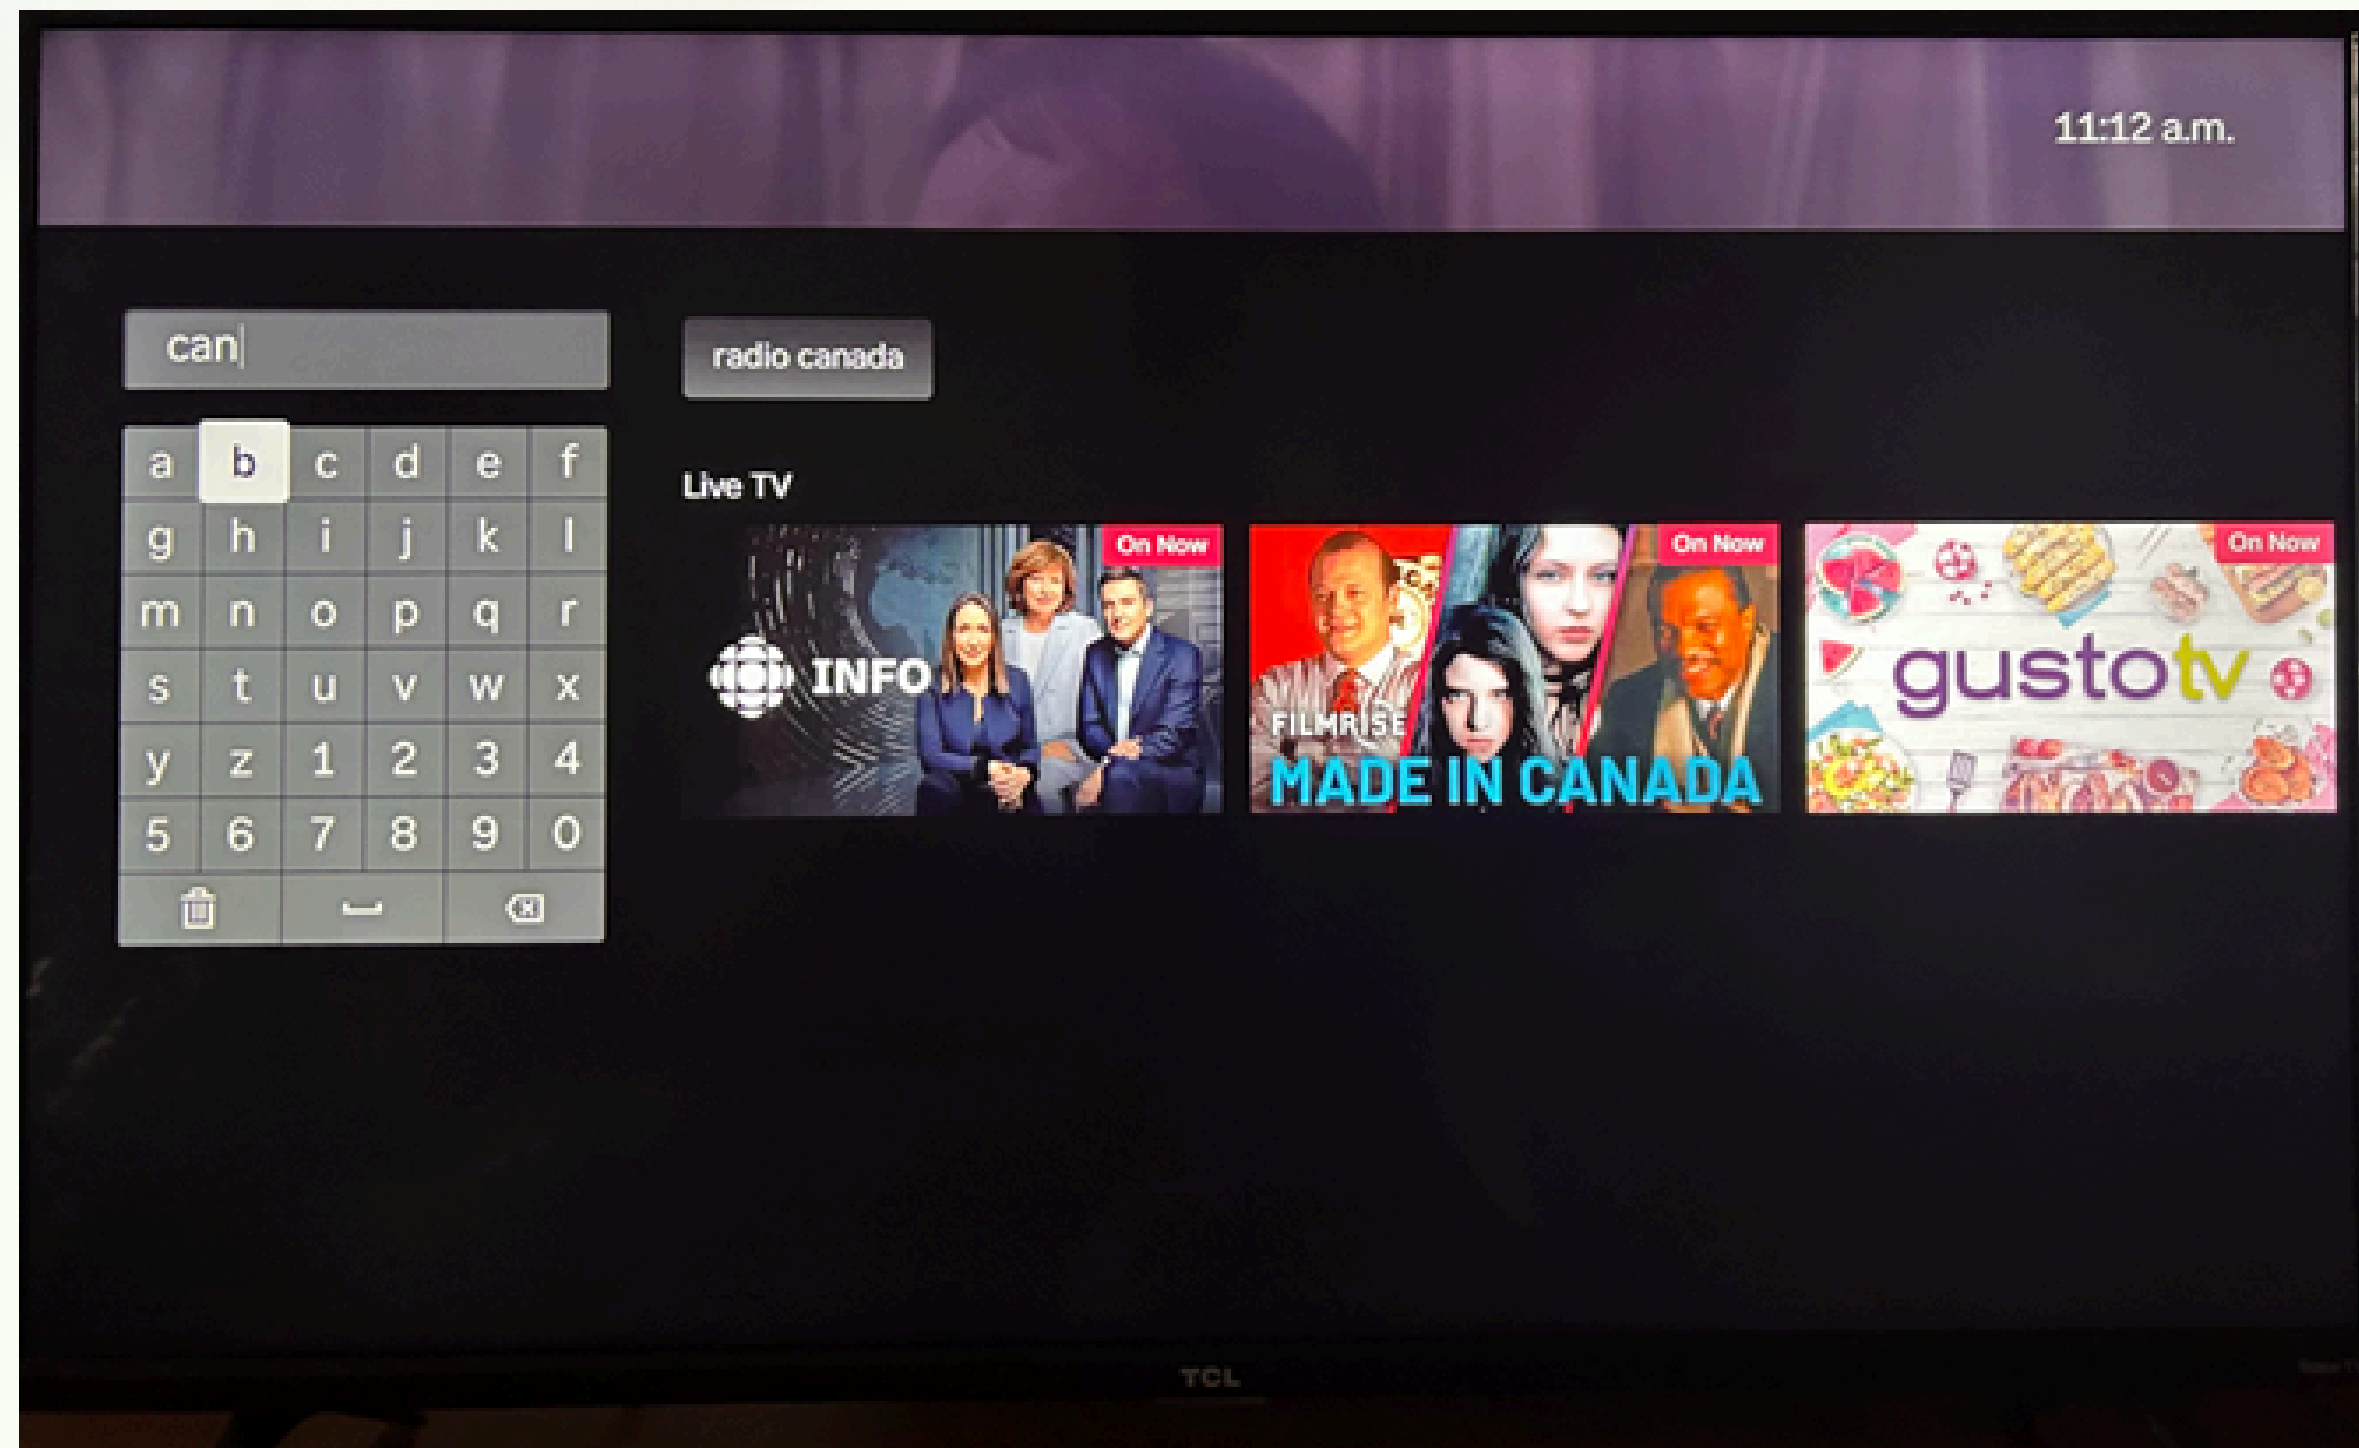 11:12 a.m.
can
radio canada
a b c d e f
g h i j k l
m n o p q r
s t u v w x
y z 1 2 3 4
5 6 7 8 9 0
Live TV
On Now
INFO
On Now
FILMRISE
MADE IN CANADA
On Now
gustotv
TCL